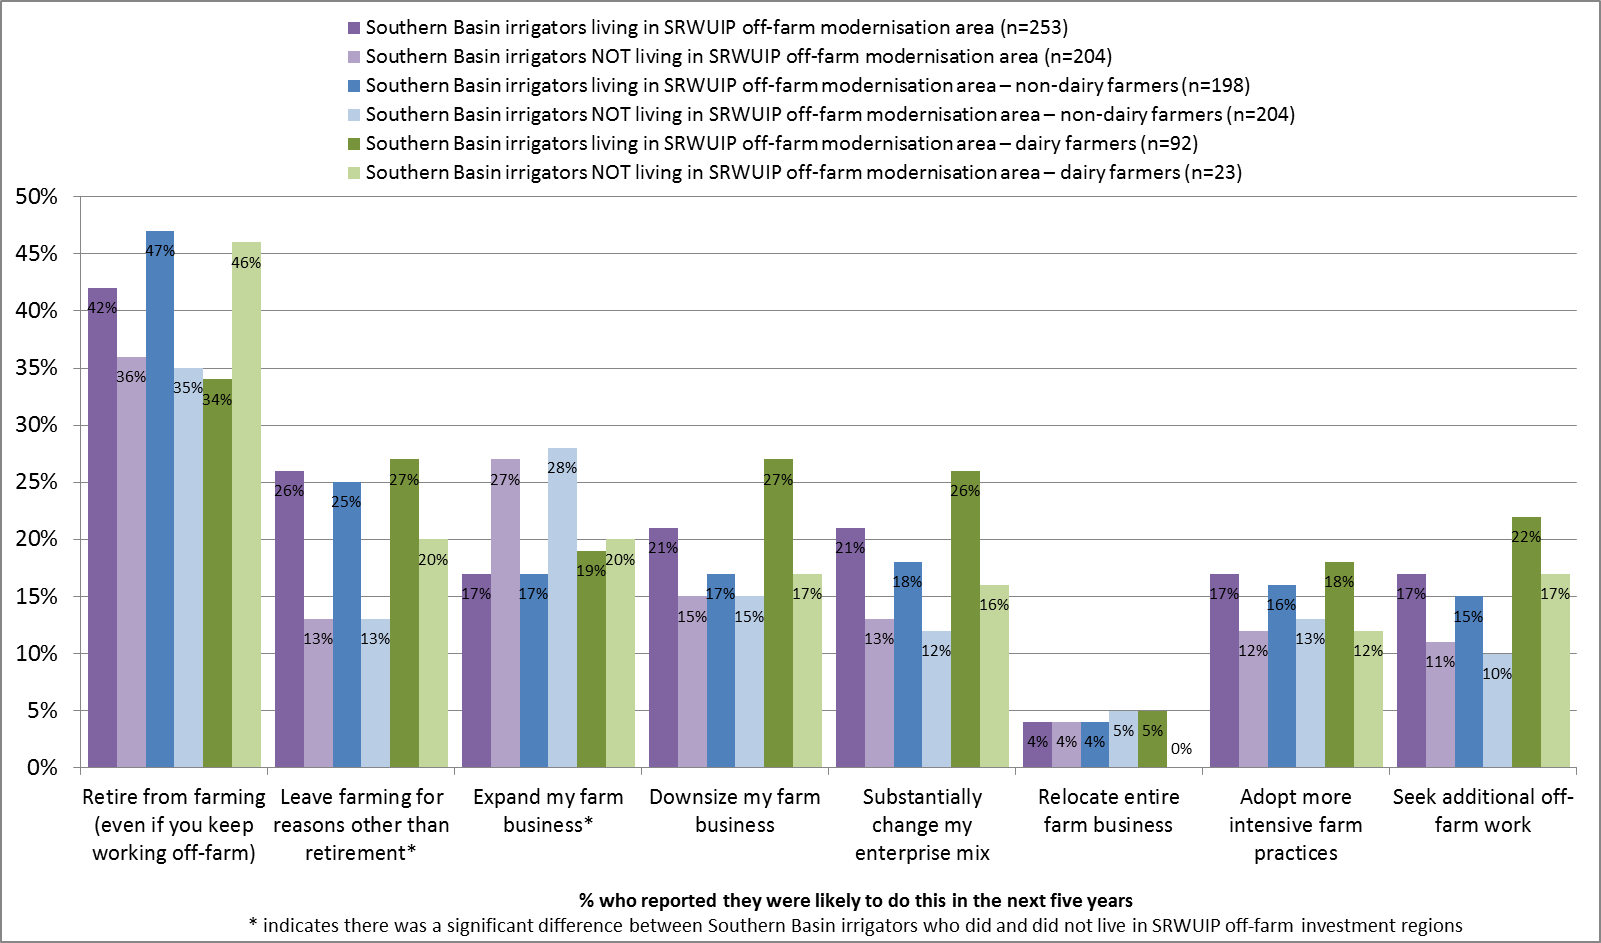 Southern Basin irrigators living in SRWUIP off-farm modernisation area (n=253)
Southern Basin irrigators NOT living in SRWUIP off-farm modernisation area (n=204)
Southern Basin irrigators living in SRWUIP off-farm modernisation area – non-dairy farmers (n=198)
Southern Basin irrigators NOT living in SRWUIP off-farm modernisation area – non-dairy farmers (n=204)
Southern Basin irrigators living in SRWUIP off-farm modernisation area – dairy farmers (n=92)
Southern Basin irrigators NOT living in SRWUIP off-farm modernisation area – dairy farmers (n=23)
50%
45%
40%
35%
30%
25%
20%
15%
10%
5%
0%
42% 36% 47% 35% 34% 46%
26% 13% 25% 13% 27% 20%
17% 27% 17% 28% 19% 20%
21% 15% 17% 15% 27% 17%
21% 13% 18% 12% 26% 16%
4% 4% 4% 5% 5% 0%
17% 12% 16% 13% 18% 12%
17% 11% 15% 10% 22% 17%
Retire from farming
(even if you keep
working off-farm)
Leave farming for
reasons other than
retirement*
Expand my farm
business*
Downsize my farm
business
Substantially
change my
enterprise mix
Relocate entire
farm business
Adopt more
intensive farm
practices
Seek additional off-
farm work
% who reported they were likely to do this in the next five years
* indicates there was a significant difference between Southern Basin irrigators who did and did not live in SRWUIP off-farm investment regions